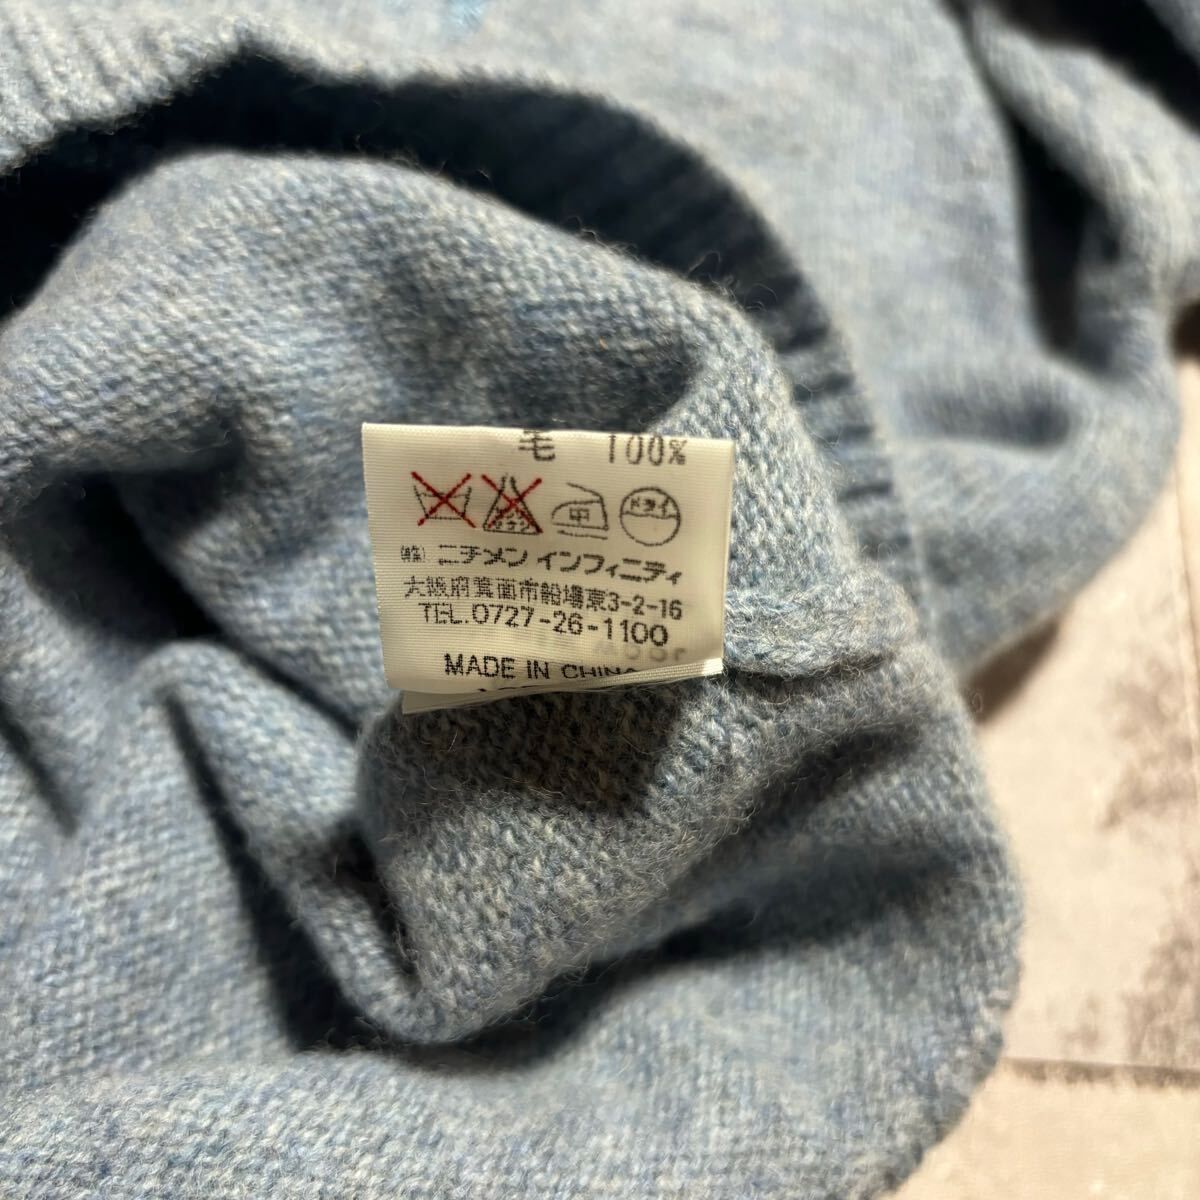 毛 100%
ドライ
中
(株) ニチメン インフィニティ
大阪府箕面市船場東3-2-16
TEL.0727-26-1100
MADE IN CHINA